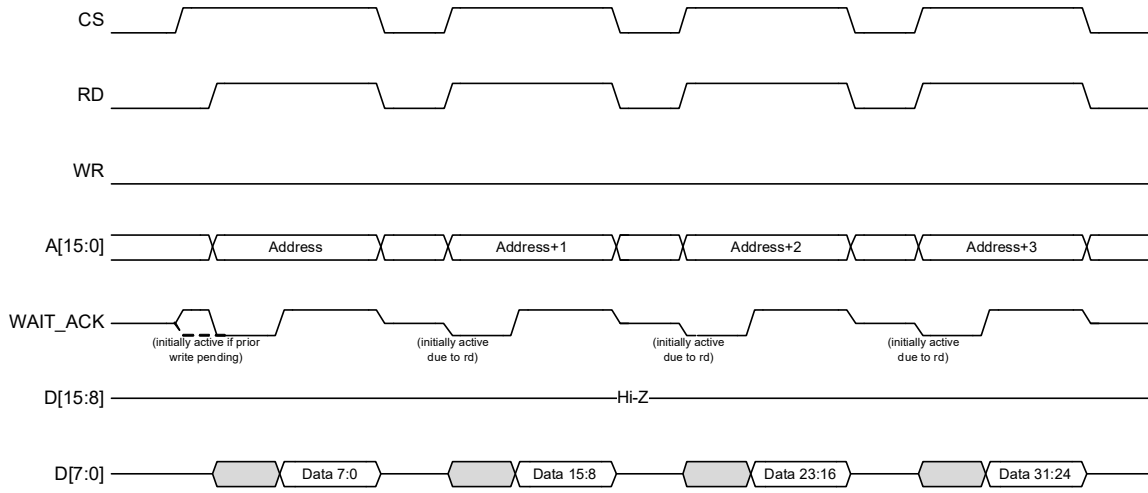 CS
RD
WR
A[15:0] Address Address+1 Address+2 Address+3
WAIT_ACK
(initially active if prior
write pending)
(initially active
due to rd)
(initially active
due to rd)
(initially active
due to rd)
D[15:8] Hi-Z
D[7:0] Data 7:0 Data 15:8 Data 23:16 Data 31:24